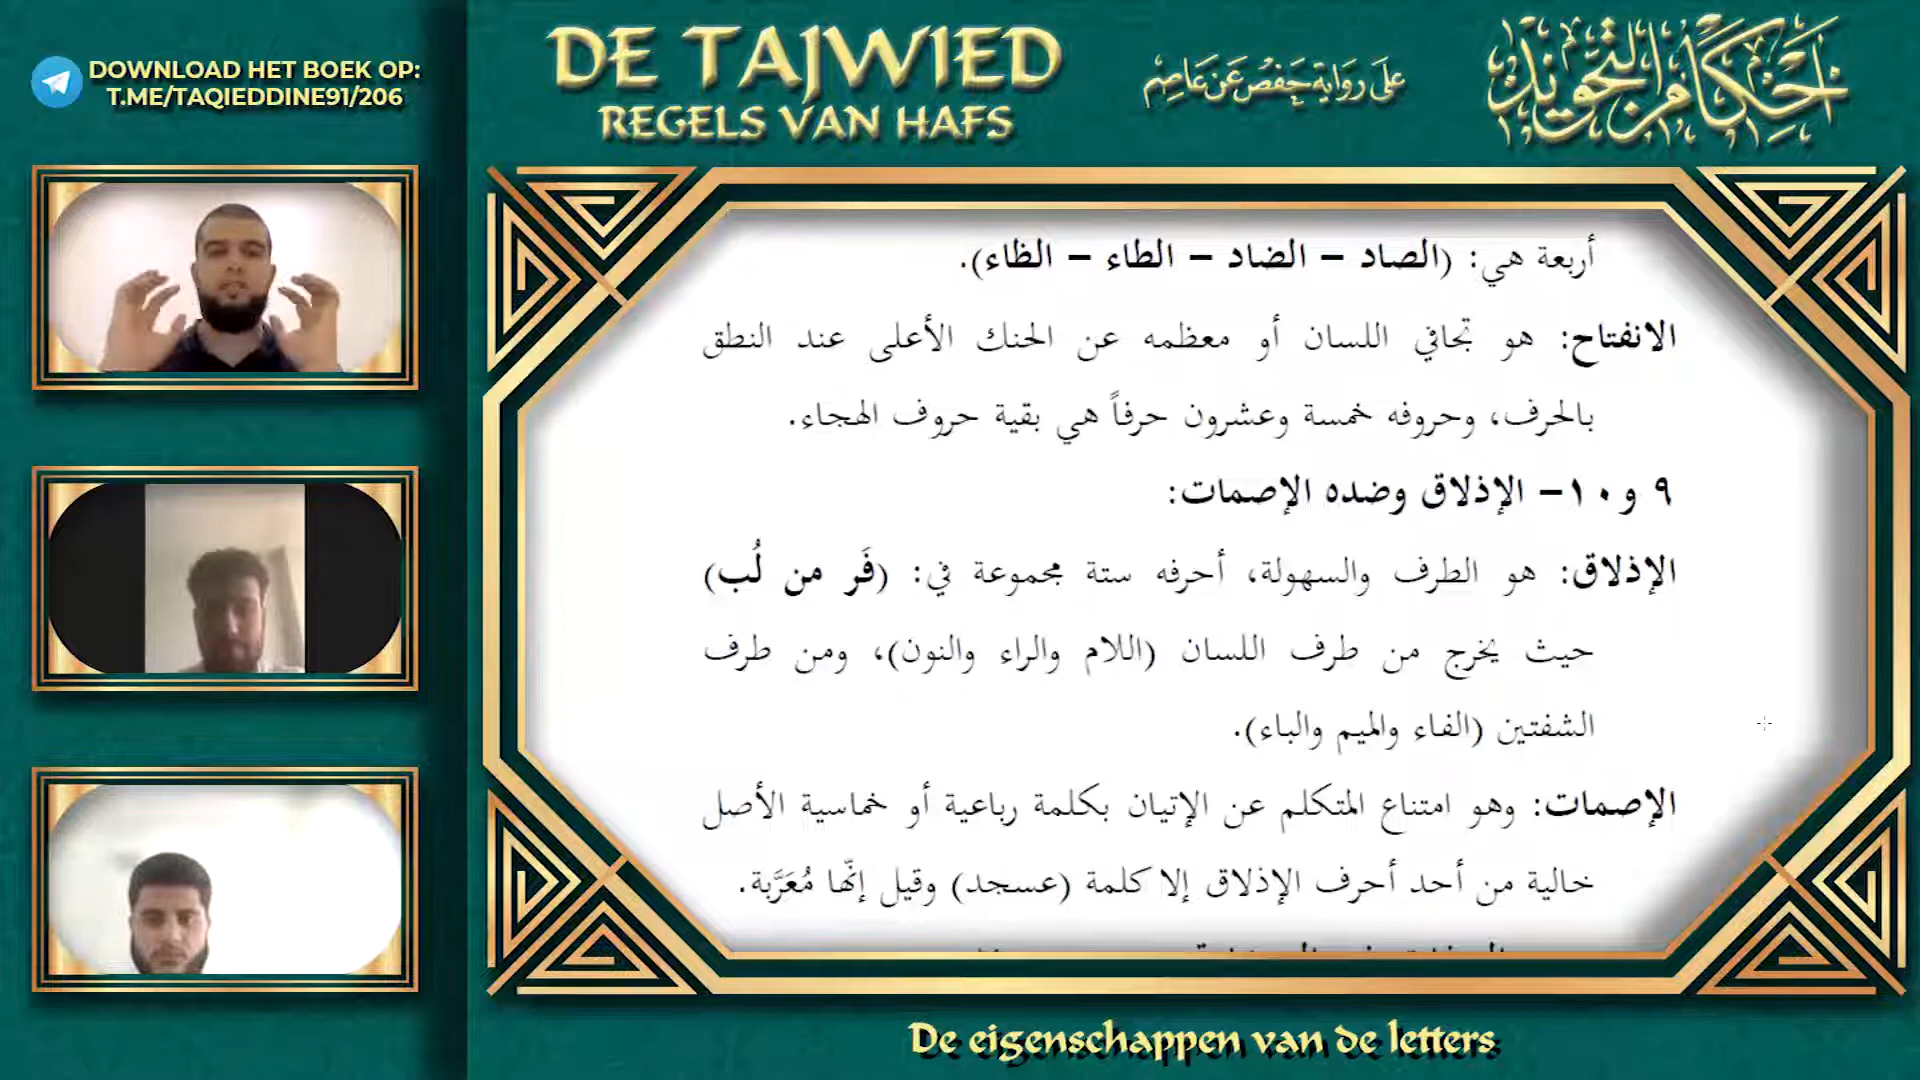 DOWNLOAD HET BOEK OP:
T.ME/TAQIEDDINE91/206
DE TAJWIED
REGELS VAN HAFS
على رواية حفص عن عاصم
أحكام التجويد
أربعة هي: (الصاد – الضاد – الطاء – الظاء).
الانفتاح: هو تجافي اللسان أو معظمه عن الحنك الأعلى عند النطق
بالحرف، وحروفه خمسة وعشرون حرفاً هي بقية حروف الهجاء.
٩ و١٠– الإذلاق وضده الإصمات:
الإذلاق: هو الطرف والسهولة، أحرفه ستة مجموعة في: (فَر من لُب)
حيث يخرج من طرف اللسان (اللام والراء والنون)، ومن طرف
الشفتين (الفاء والميم والباء).
الإصمات: وهو امتناع المتكلم عن الإتيان بكلمة رباعية أو خماسية الأصل
خالية من أحد أحرف الإذلاق إلا كلمة (عسجد) وقيل إنّها مُعَرَّبة.
De eigenschappen van de letters